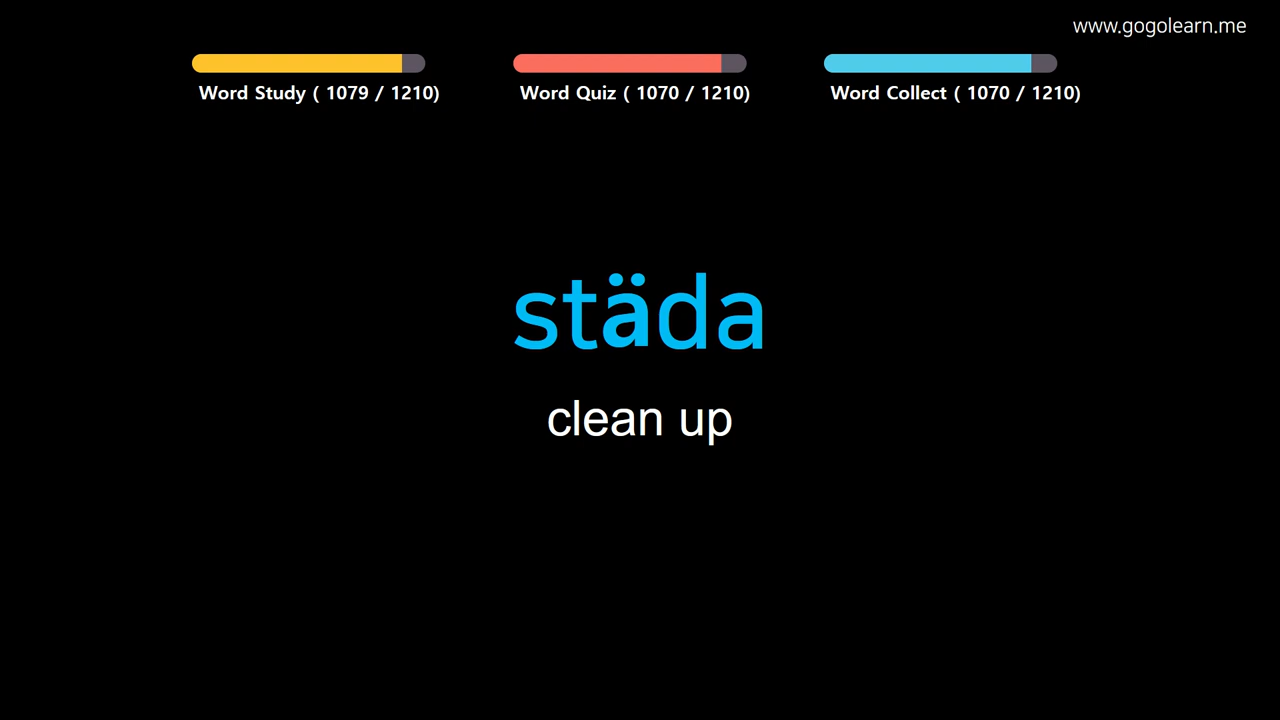 www.gogolearn.me
Word Study ( 1079 / 1210)
Word Quiz ( 1070 / 1210)
Word Collect ( 1070 / 1210)
städa
clean up